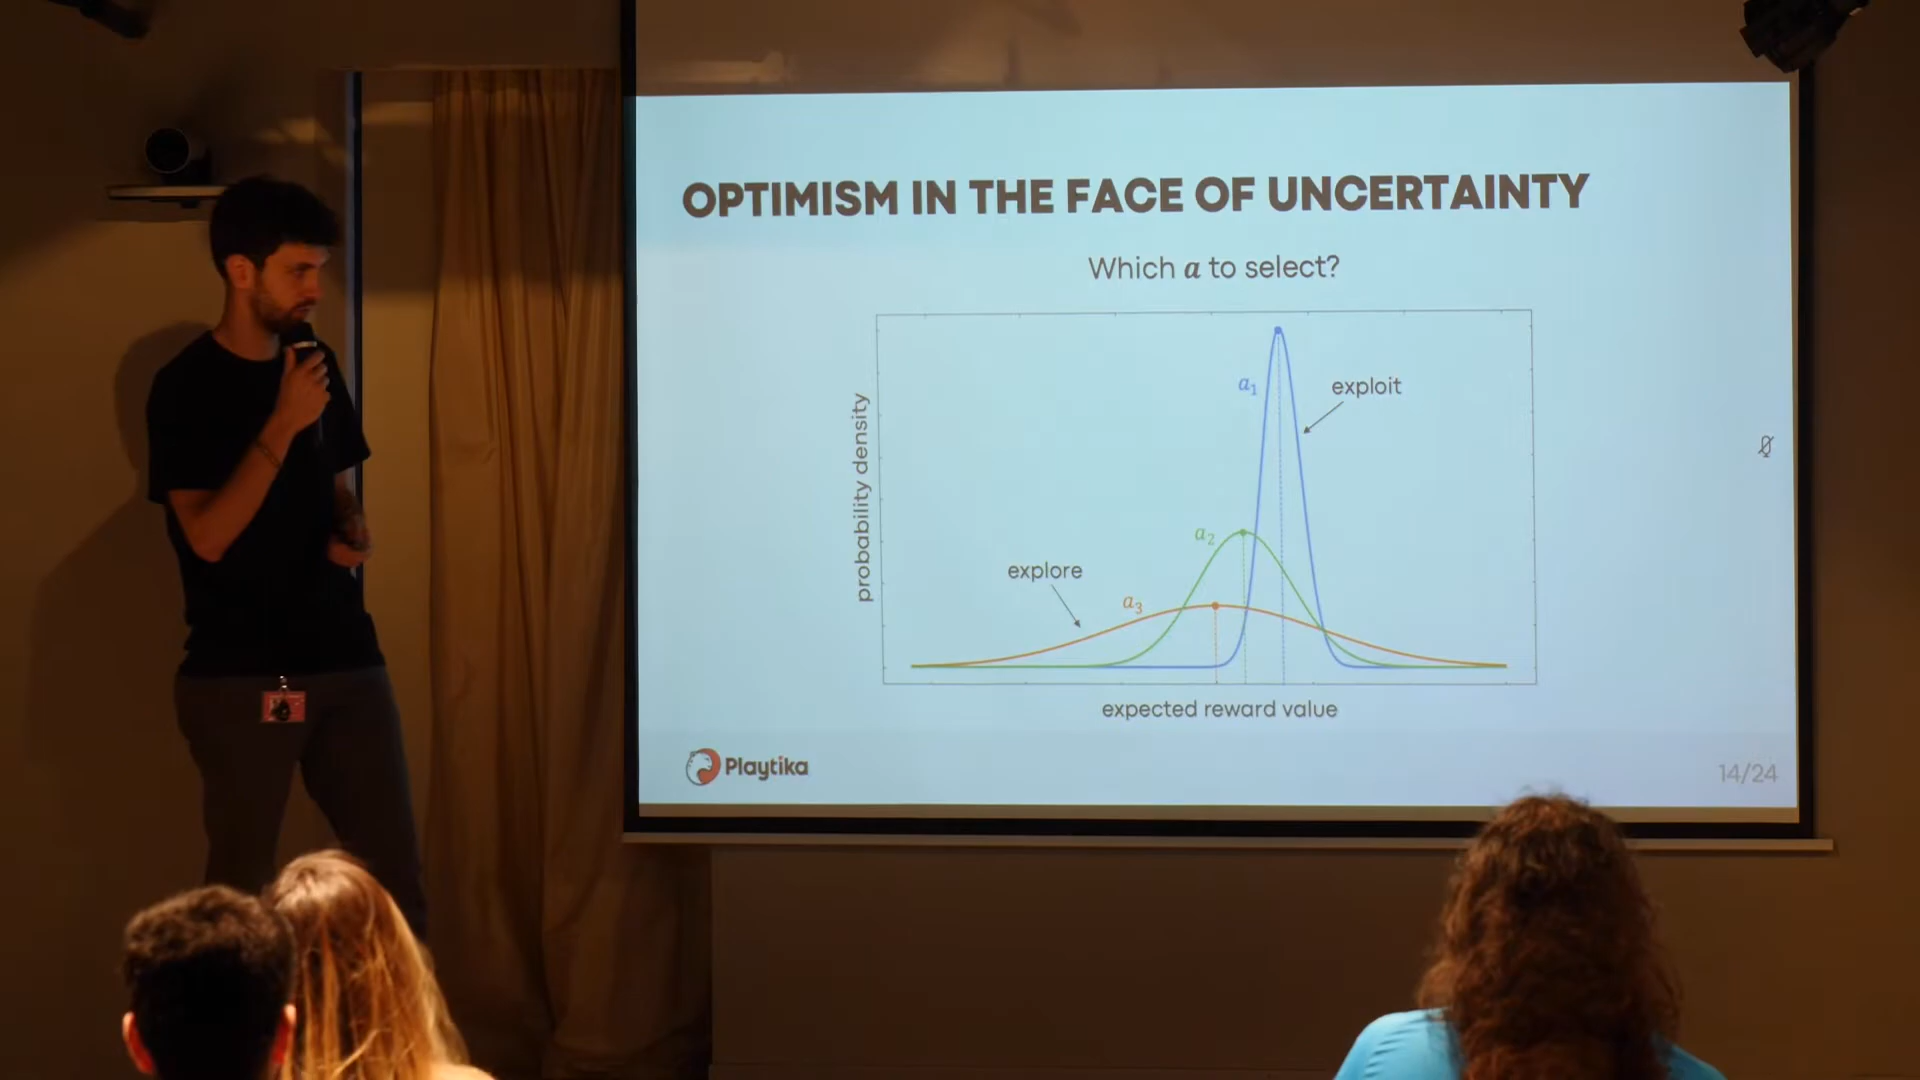 OPTIMISM IN THE FACE OF UNCERTAINTY
Which a to select?
probability density
a1
exploit
a2
explore
a3
expected reward value
Playtika
14/24